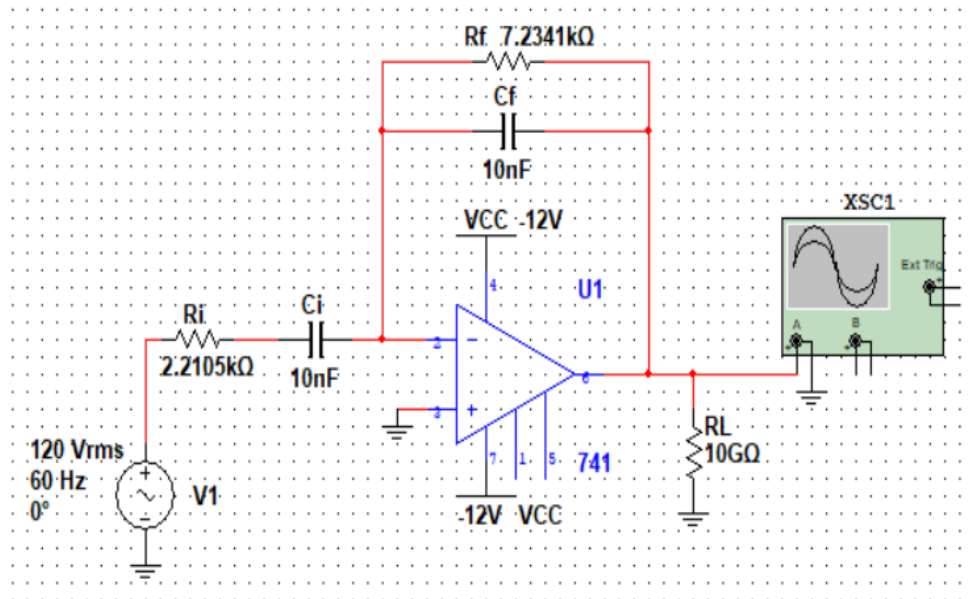 Rf 7.2341kΩ
Cf
10nF
VCC -12V
XSC1
Ext Trig
+
4
U1
A
B
+
+
Ri
2.2105kΩ
Ci
10nF
2
−
6
3
+
RL
10GΩ
120 Vrms
60 Hz
0°
+
−
V1
7
1
5
741
-12V VCC